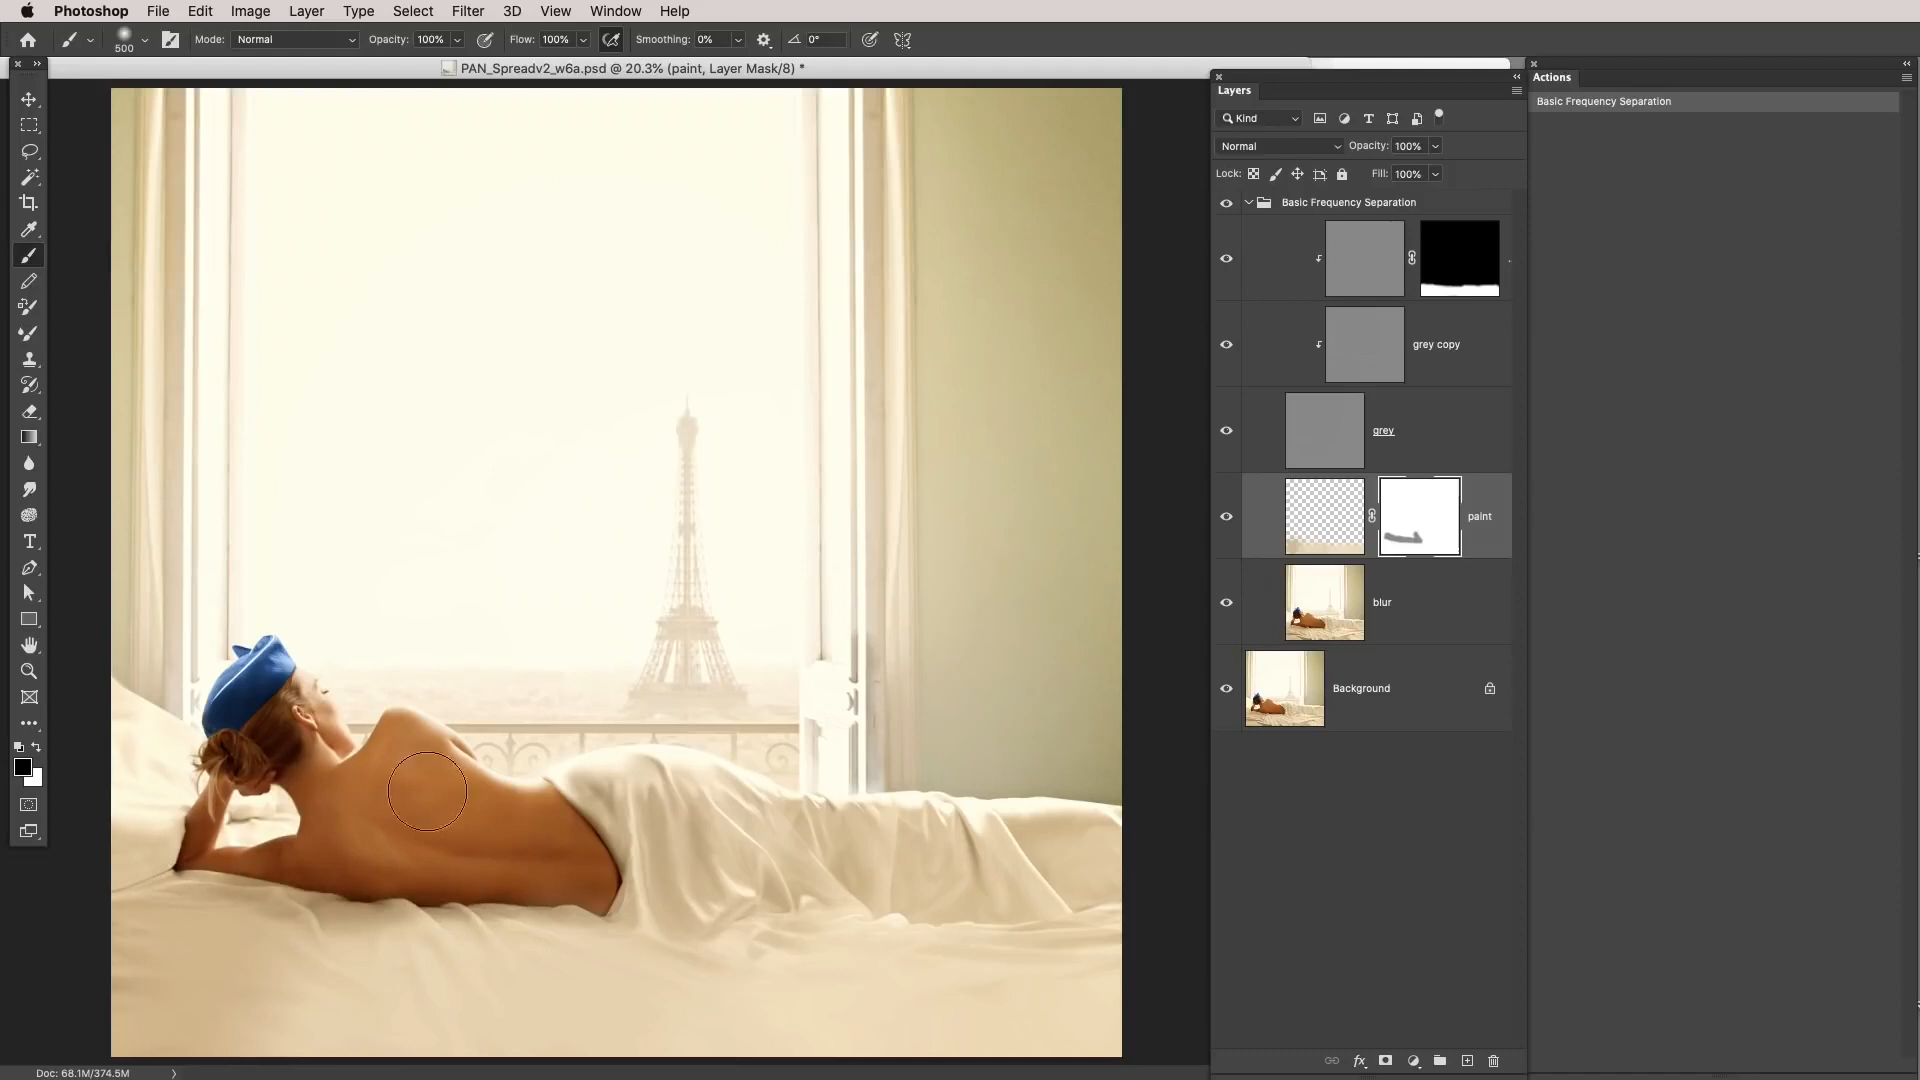 Photoshop File Edit Image Layer Type Select Filter 3D View Window Help
500 Mode: Normal Opacity: 100% Flow: 100% Smoothing: 0% 0°
PAN_Spreadv2_w6a.psd @ 20.3% (paint, Layer Mask/8) *
Layers
Kind
Normal Opacity: 100%
Lock: Fill: 100%
Basic Frequency Separation
grey copy
grey
paint
blur
Background
Actions
Basic Frequency Separation
Doc: 68.1M/374.5M